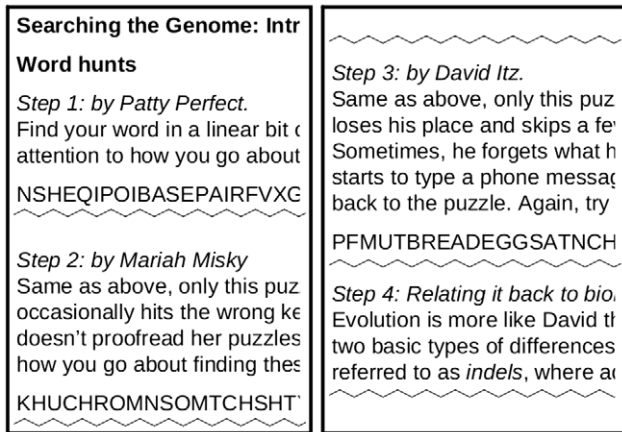 Searching the Genome: Intr
Word hunts
Step 1: by Patty Perfect.
Find your word in a linear bit
attention to how you go about
NSHEQIPOIBASEPAIRFVXG
Step 2: by Mariah Misky
Same as above, only this puz
occasionally hits the wrong ke
doesn't proofread her puzzles
how you go about finding thes
KHUCHROMNSOMTCHSHT
Step 3: by David Itz.
Same as above, only this puz
loses his place and skips a fe
Sometimes, he forgets what h
starts to type a phone messag
back to the puzzle. Again, try
PFMUTBREADEGGSATNCH
Step 4: Relating it back to bio
Evolution is more like David th
two basic types of differences
referred to as indels, where